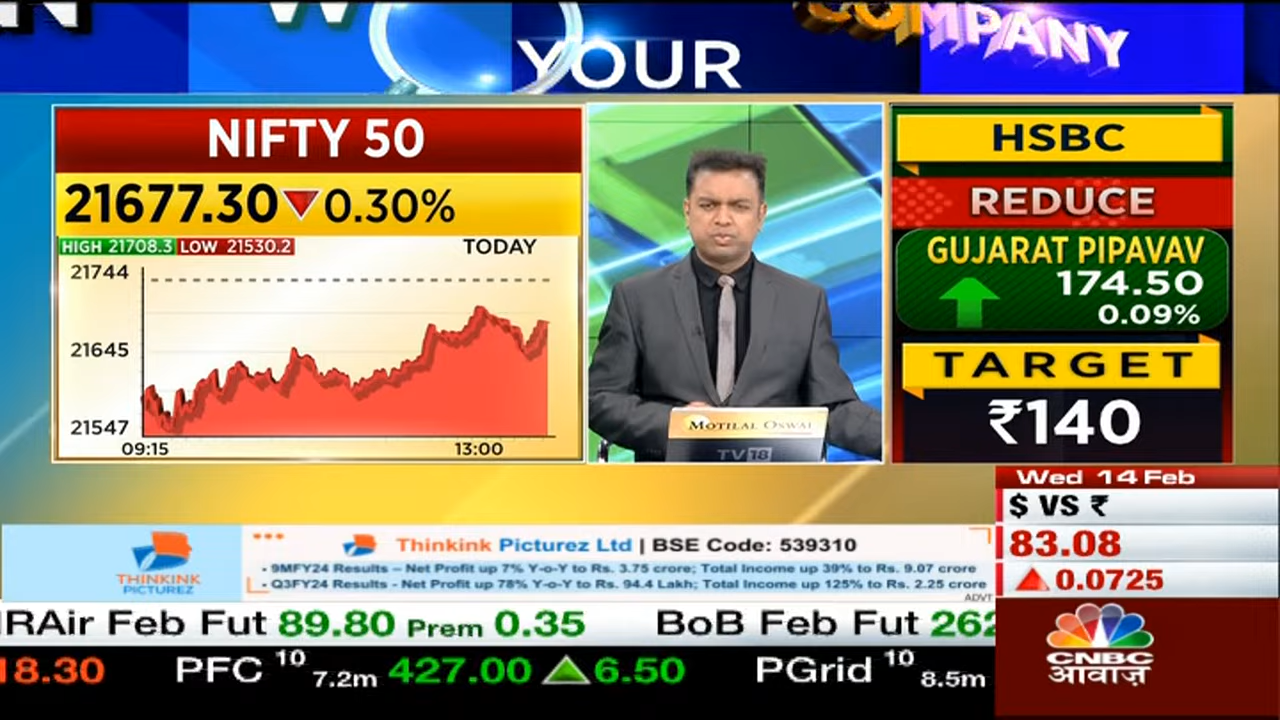 YOUR
COMPANY
NIFTY 50
21677.30 0.30%
HIGH 21708.3 LOW 21530.2
TODAY
21744
21645
21547
09:15
13:00
MOTILAL OSWAL
TV 18
HSBC
REDUCE
GUJARAT PIPAVAV
174.50
0.09%
TARGET
₹140
Wed 14 Feb
$ VS ₹
83.08
0.0725
THINKINK
PICTUREZ
Thinkink Picturez Ltd | BSE Code: 539310
• 9MFY24 Results – Net Profit up 7% Y-o-Y to Rs. 3.75 crore; Total Income up 39% to Rs. 9.07 crore
• Q3FY24 Results - Net Profit up 78% Y-o-Y to Rs. 94.4 Lakh; Total Income up 125% to Rs. 2.25 crore
ADVT
IRAir Feb Fut 89.80 Prem 0.35 BoB Feb Fut 262
18.30 PFC 10 7.2m 427.00 6.50 PGrid 10 8.5m
CNBC
आवाज़